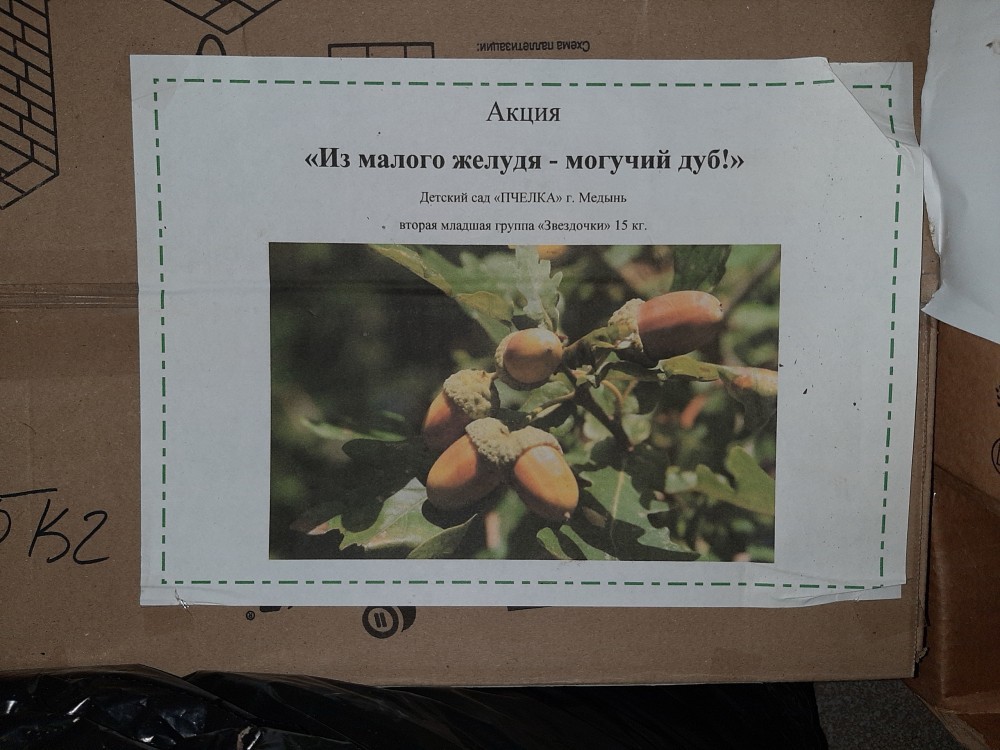 Схема паллетизации:
Акция
«Из малого желудя - могучий дуб!»
Детский сад «ПЧЕЛКА» г. Медынь
вторая младшая группа «Звездочки» 15 кг.
кг